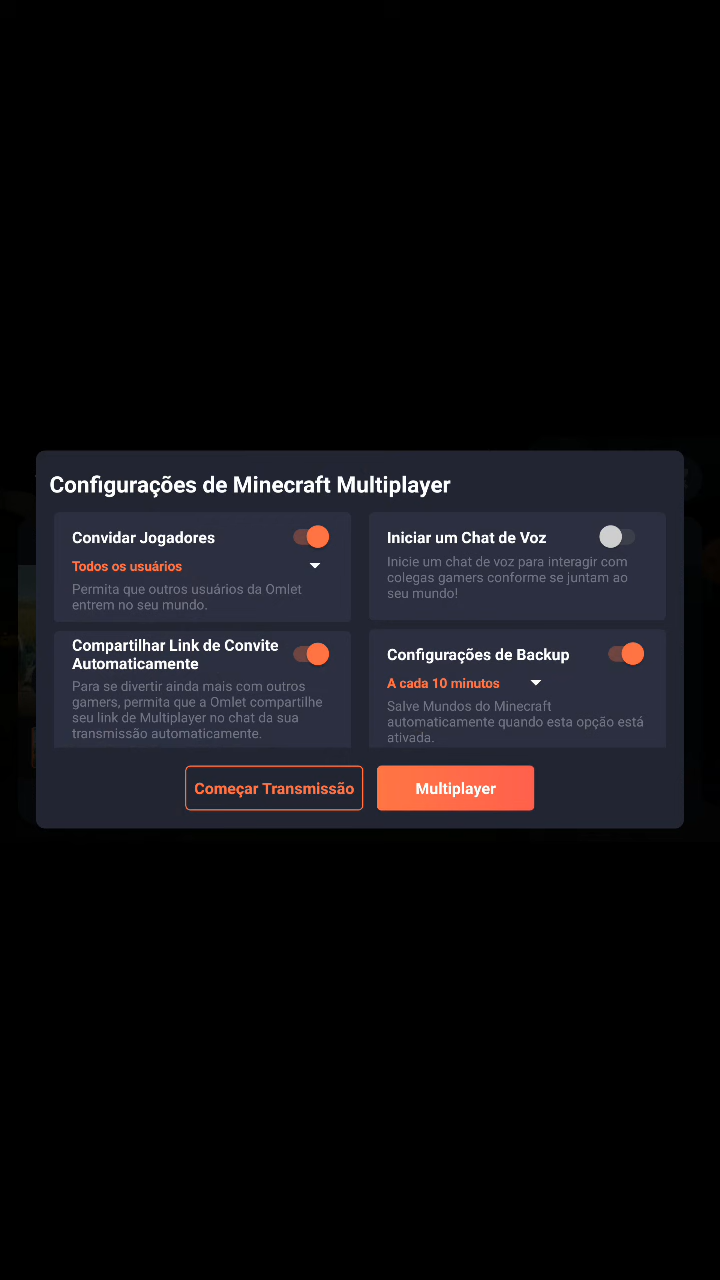 Configurações de Minecraft Multiplayer
Convidar Jogadores
Todos os usuários
Permita que outros usuários da Omlet
entrem no seu mundo.
Iniciar um Chat de Voz
Inicie um chat de voz para interagir com
colegas gamers conforme se juntam ao
seu mundo!
Compartilhar Link de Convite
Automaticamente
Para se divertir ainda mais com outros
gamers, permita que a Omlet compartilhe
seu link de Multiplayer no chat da sua
transmissão automaticamente.
Configurações de Backup
A cada 10 minutos
Salve Mundos do Minecraft
automaticamente quando esta opção está
ativada.
Começar Transmissão
Multiplayer